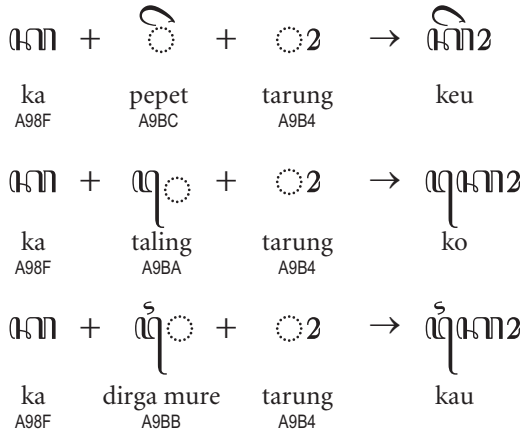 ꦏ + ◌ꦼ + ◌ꦴ → ꦏꦼꦴ
ka pepet tarung keu
A98F A9BC A9B4
ꦏ + ◌ꦺ + ◌ꦴ → ꦏꦺꦴ
ka taling tarung ko
A98F A9BA A9B4
ꦏ + ◌ꦻ + ◌ꦴ → ꦏꦻꦴ
ka dirga mure tarung kau
A98F A9BB A9B4